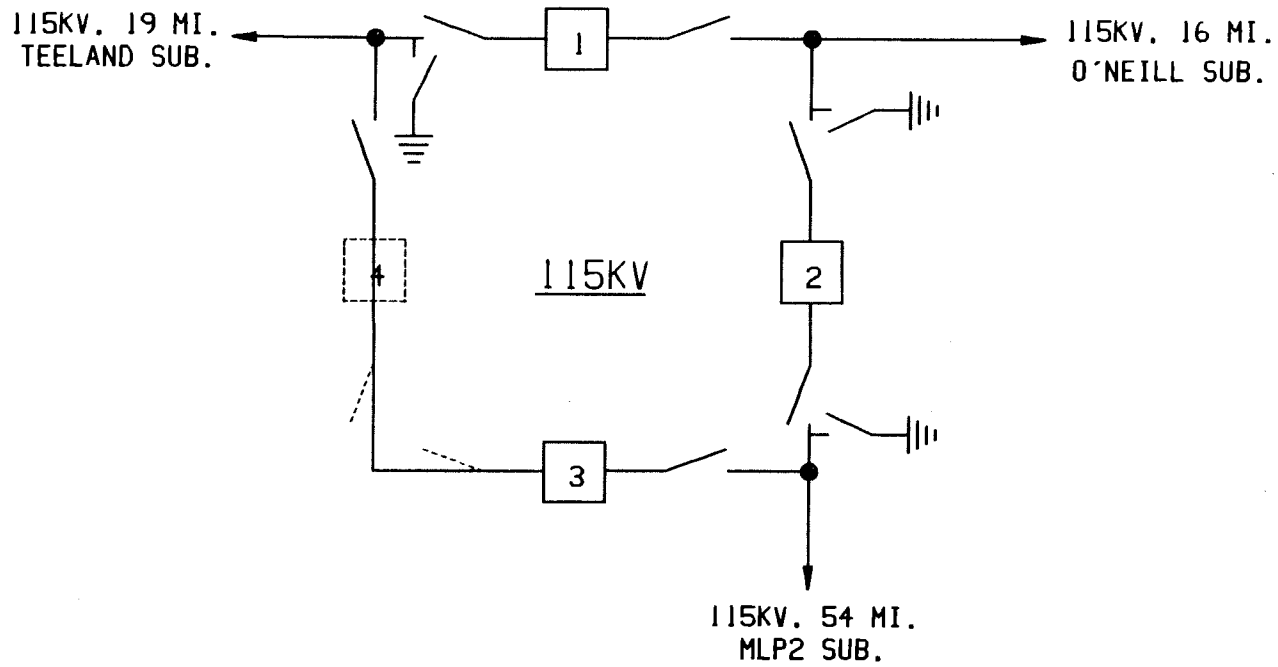 115KV. 19 MI.
TEELAND SUB.
1
115KV. 16 MI.
O'NEILL SUB.
4
115KV
2
3
115KV. 54 MI.
MLP2 SUB.